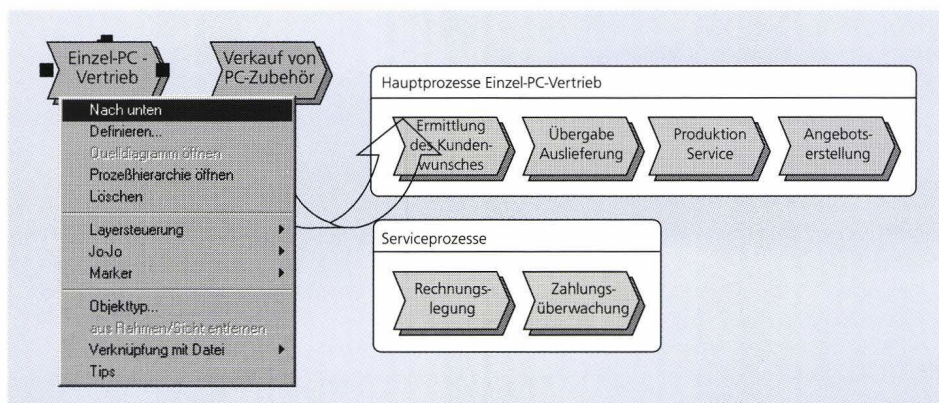 Einzel-PC -
Vertrieb
Verkauf von
PC-Zubehör
Nach unten
Definieren...
Quelldiagramm öffnen
Prozeßhierarchie öffnen
Löschen
Layersteuerung
Jo-Jo
Marker
Objekttyp...
aus Rahmen/Sicht entfernen
Verknüpfung mit Datei
Tips
Hauptprozesse Einzel-PC-Vertrieb
Ermittlung
des Kunden-
wunsches
Übergabe
Auslieferung
Produktion
Service
Angebots-
erstellung
Serviceprozesse
Rechnungs-
legung
Zahlungs-
überwachung